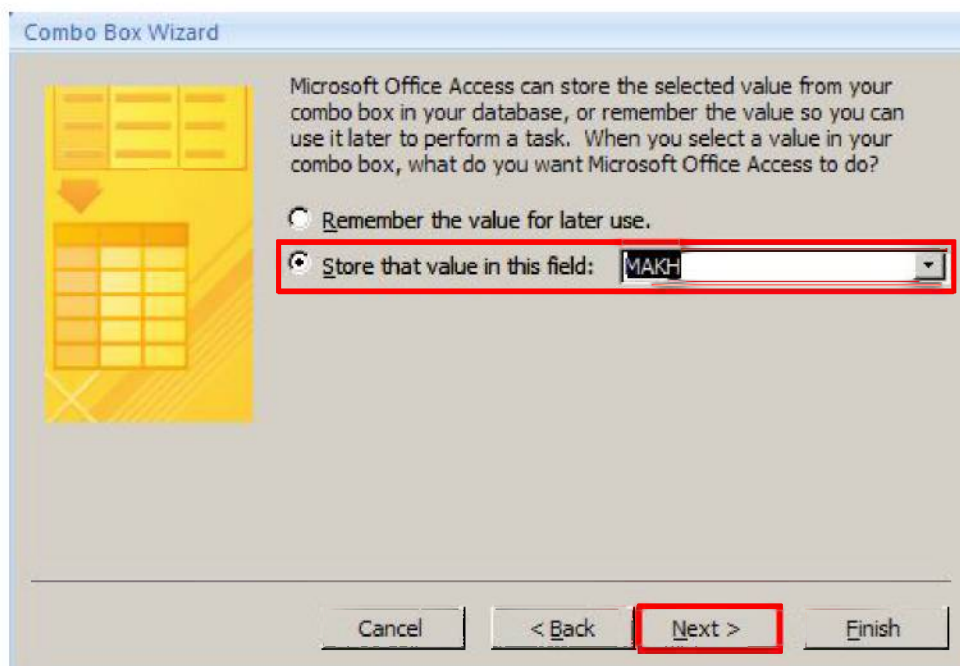 Combo Box Wizard
Microsoft Office Access can store the selected value from your
combo box in your database, or remember the value so you can
use it later to perform a task.  When you select a value in your
combo box, what do you want Microsoft Office Access to do?
Remember the value for later use.
Store that value in this field: MAKH
Cancel < Back Next > Finish